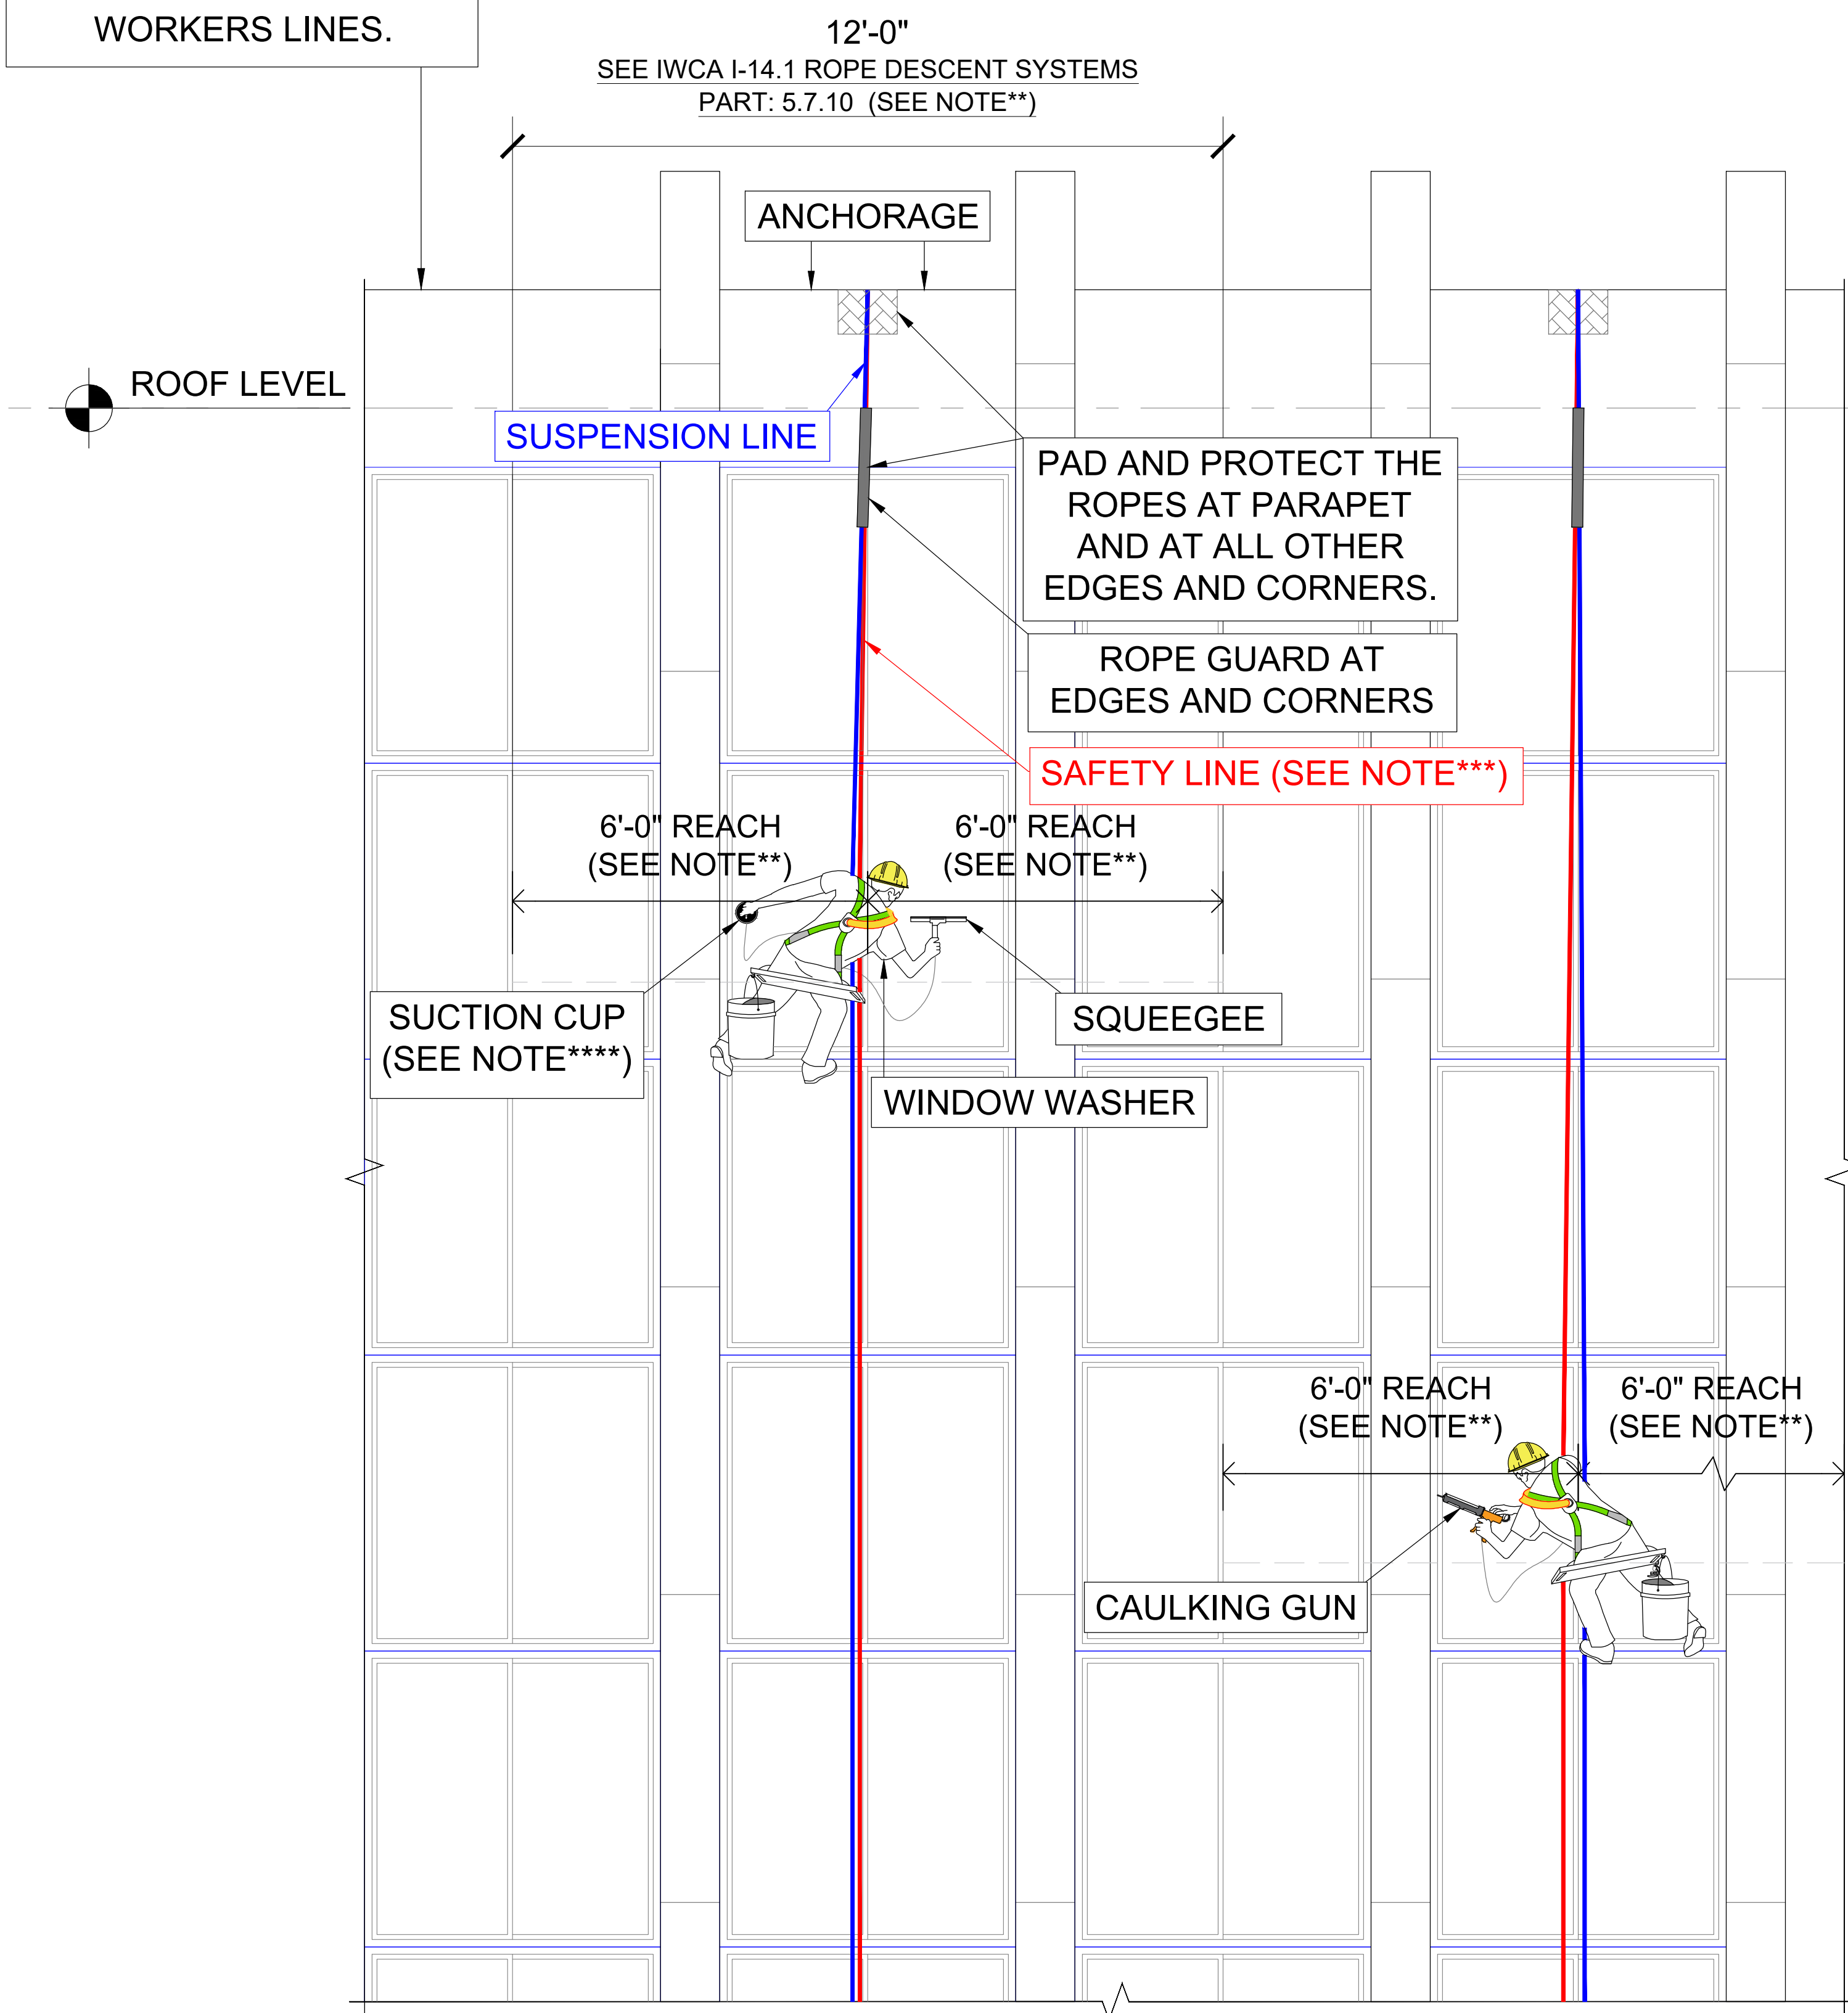 WORKERS LINES.
12'-0"
SEE IWCA I-14.1 ROPE DESCENT SYSTEMS
PART: 5.7.10 (SEE NOTE**)
ANCHORAGE
ROOF LEVEL
SUSPENSION LINE
PAD AND PROTECT THE
ROPES AT PARAPET
AND AT ALL OTHER
EDGES AND CORNERS.
ROPE GUARD AT
EDGES AND CORNERS
SAFETY LINE (SEE NOTE***)
6'-0" REACH
(SEE NOTE**)
6'-0" REACH
(SEE NOTE**)
SUCTION CUP
(SEE NOTE****)
SQUEEGEE
WINDOW WASHER
6'-0" REACH
(SEE NOTE**)
6'-0" REACH
(SEE NOTE**)
CAULKING GUN